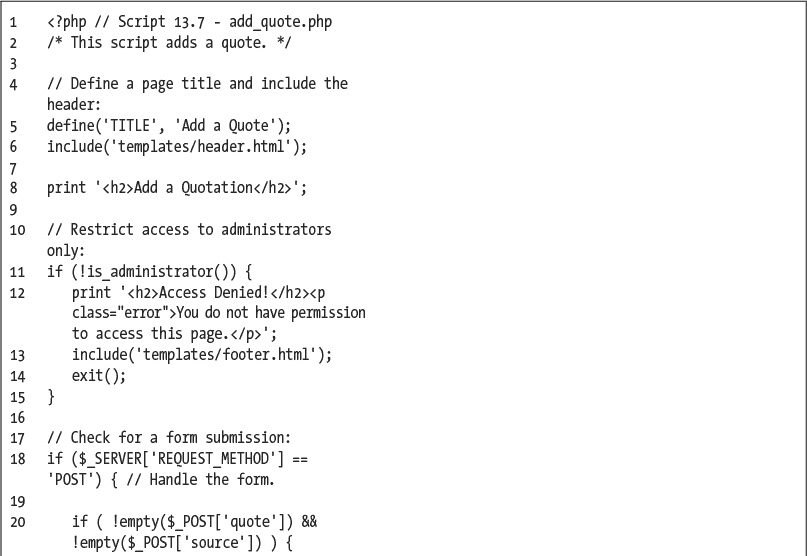 1 <?php // Script 13.7 - add_quote.php
2 /* This script adds a quote. */
3
4 // Define a page title and include the
header:
5 define('TITLE', 'Add a Quote');
6 include('templates/header.html');
7
8 print '<h2>Add a Quotation</h2>';
9
10 // Restrict access to administrators
only:
11 if (!is_administrator()) {
12 print '<h2>Access Denied!</h2><p
class="error">You do not have permission
to access this page.</p>';
13 include('templates/footer.html');
14 exit();
15 }
16
17 // Check for a form submission:
18 if ($_SERVER['REQUEST_METHOD'] ==
'POST') { // Handle the form.
19
20 if ( !empty($_POST['quote']) &&
!empty($_POST['source']) ) {